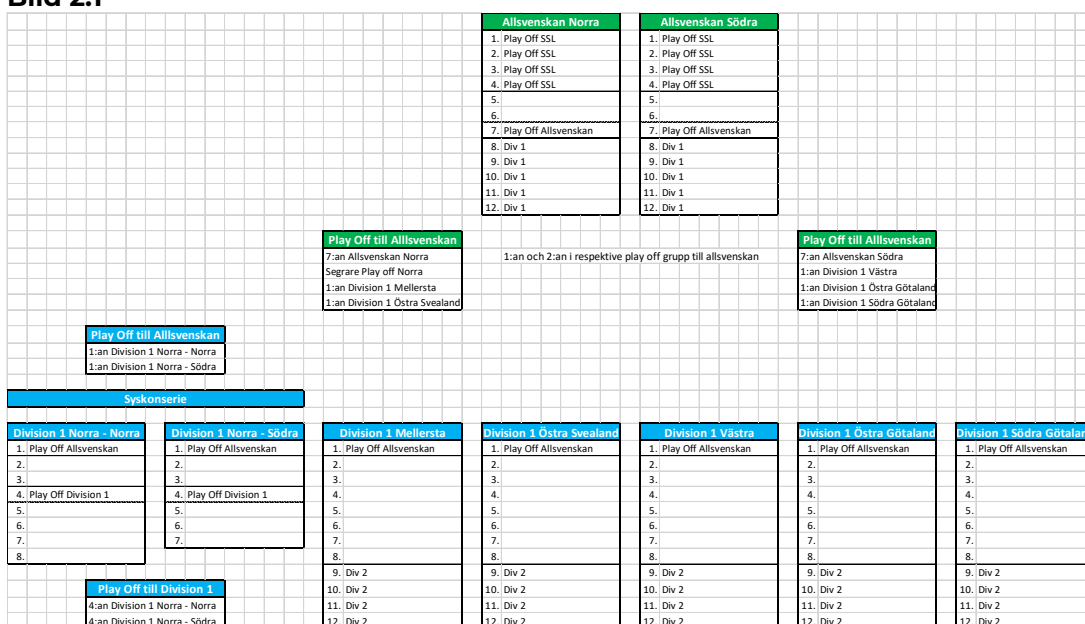 Bild 2.1
Allsvenskan Norra
1. Play Off SSL
2. Play Off SSL
3. Play Off SSL
4. Play Off SSL
5.
6.
7. Play Off Allsvenskan
8. Div 1
9. Div 1
10. Div 1
11. Div 1
12. Div 1
Allsvenskan Södra
1. Play Off SSL
2. Play Off SSL
3. Play Off SSL
4. Play Off SSL
5.
6.
7. Play Off Allsvenskan
8. Div 1
9. Div 1
10. Div 1
11. Div 1
12. Div 1
Play Off till Alllsvenskan
7:an Allsvenskan Norra
Segrare Play off Norra
1:an Division 1 Mellersta
1:an Division 1 Östra Svealand
1:an och 2:an i respektive play off grupp till allsvenskan
Play Off till Alllsvenskan
7:an Allsvenskan Södra
1:an Division 1 Västra
1:an Division 1 Östra Götaland
1:an Division 1 Södra Götaland
Play Off till Alllsvenskan
1:an Division 1 Norra - Norra
1:an Division 1 Norra - Södra
Syskonserie
Division 1 Norra - Norra
1. Play Off Allsvenskan
2.
3.
4. Play Off Division 1
5.
6.
7.
8.
Division 1 Norra - Södra
1. Play Off Allsvenskan
2.
3.
4. Play Off Division 1
5.
6.
7.
Play Off till Division 1
4:an Division 1 Norra - Norra
4:an Division 1 Norra - Södra
Division 1 Mellersta
1. Play Off Allsvenskan
2.
3.
4.
5.
6.
7.
8.
9. Div 2
10. Div 2
11. Div 2
12. Div 2
Division 1 Östra Svealand
1. Play Off Allsvenskan
2.
3.
4.
5.
6.
7.
8.
9. Div 2
10. Div 2
11. Div 2
12. Div 2
Division 1 Västra
1. Play Off Allsvenskan
2.
3.
4.
5.
6.
7.
8.
9. Div 2
10. Div 2
11. Div 2
12. Div 2
Division 1 Östra Götaland
1. Play Off Allsvenskan
2.
3.
4.
5.
6.
7.
8.
9. Div 2
10. Div 2
11. Div 2
12. Div 2
Division 1 Södra Götalan
1. Play Off Allsvenskan
2.
3.
4.
5.
6.
7.
8.
9. Div 2
10. Div 2
11. Div 2
12. Div 2